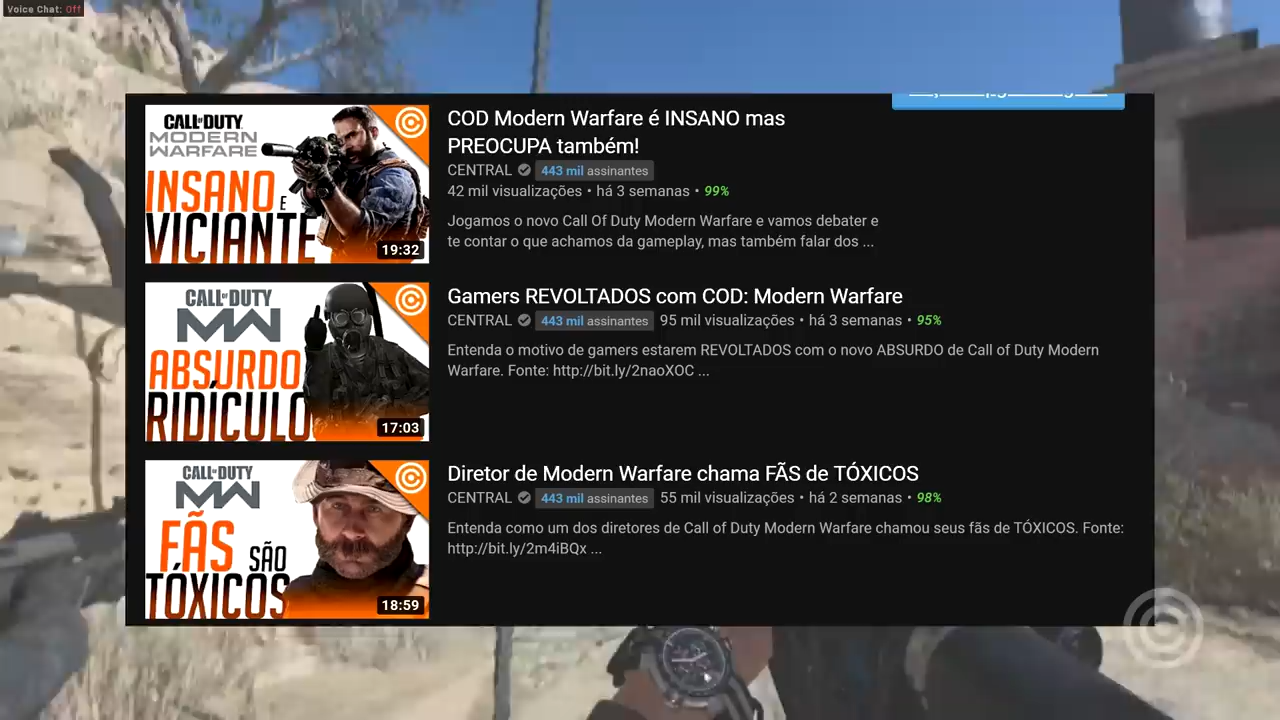 Voice Chat: Off
CALL OF DUTY
MODERN
WARFARE
INSANO E
VICIANTE
19:32
COD Modern Warfare é INSANO mas
PREOCUPA também!
CENTRAL 443 mil assinantes
42 mil visualizações • há 3 semanas • 99%
Jogamos o novo Call Of Duty Modern Warfare e vamos debater e
te contar o que achamos da gameplay, mas também falar dos ...
CALL OF DUTY
MW
ABSURDO
RIDÍCULO
17:03
Gamers REVOLTADOS com COD: Modern Warfare
CENTRAL 443 mil assinantes 95 mil visualizações • há 3 semanas • 95%
Entenda o motivo de gamers estarem REVOLTADOS com o novo ABSURDO de Call of Duty Modern
Warfare. Fonte: http://bit.ly/2naoXOC ...
CALL OF DUTY
MW
FÃS SÃO
TÓXICOS
18:59
Diretor de Modern Warfare chama FÃS de TÓXICOS
CENTRAL 443 mil assinantes 55 mil visualizações • há 2 semanas • 98%
Entenda como um dos diretores de Call of Duty Modern Warfare chamou seus fãs de TÓXICOS. Fonte:
http://bit.ly/2m4iBQx ...